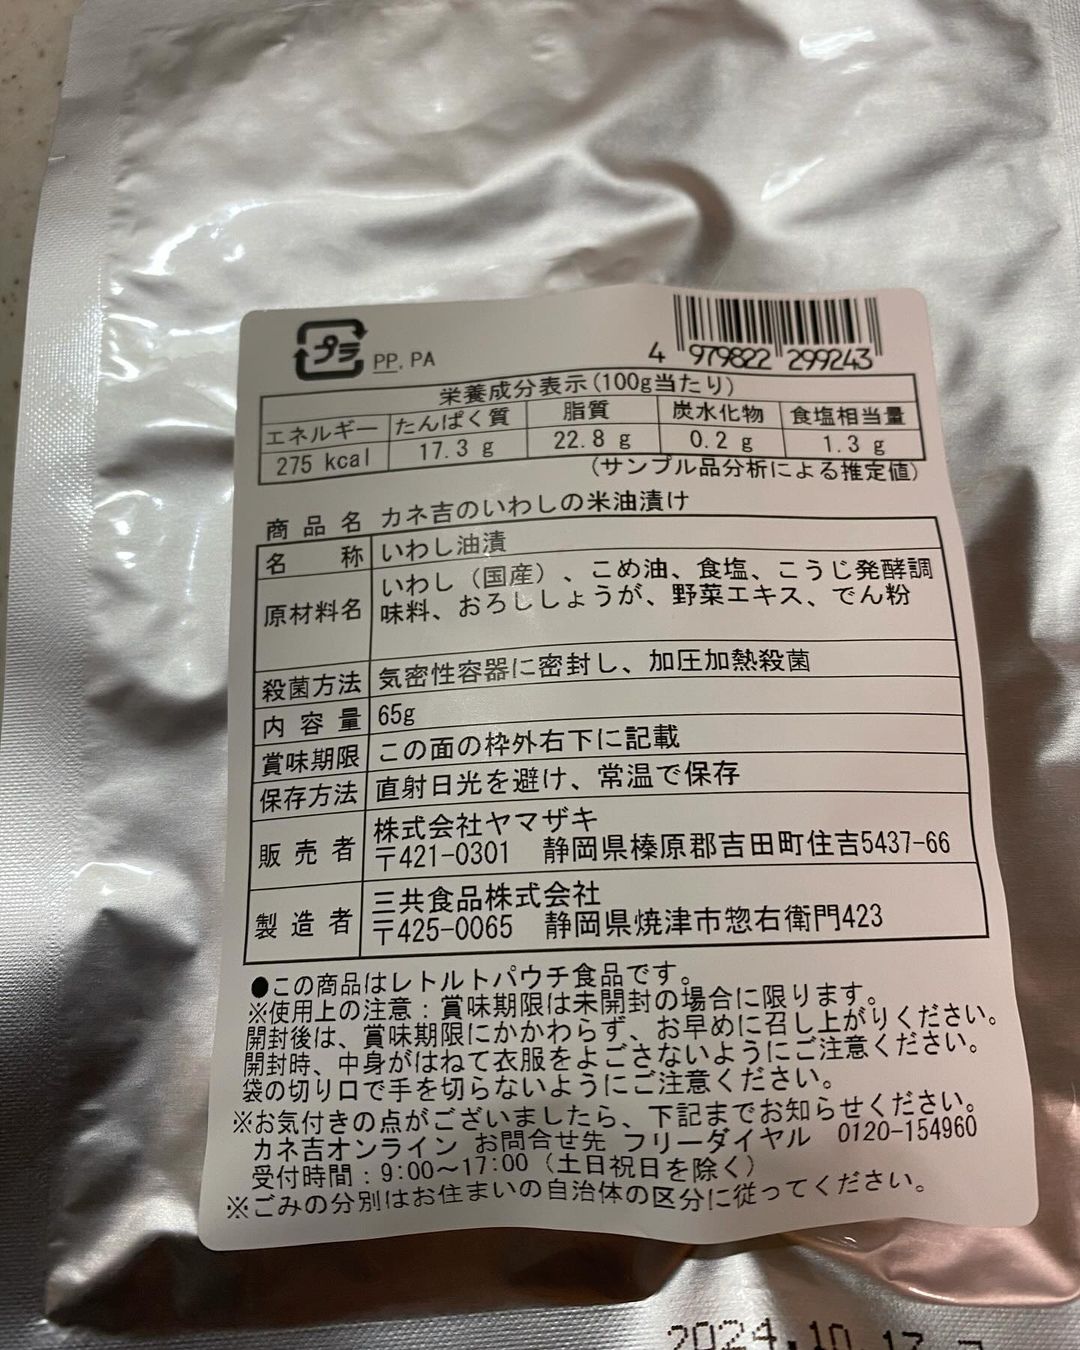 プラ
PP, PA
4 979822 299243
栄養成分表示(100g当たり)
エネルギー たんぱく質 脂質 炭水化物 食塩相当量
275 kcal 17.3 g 22.8 g 0.2 g 1.3 g
(サンプル品分析による推定値)
商品名 カネ吉のいわしの米油漬け
名称 いわし油漬
原材料名 いわし（国産）、こめ油、食塩、こうじ発酵調
味料、おろししょうが、野菜エキス、でん粉
殺菌方法 気密性容器に密封し、加圧加熱殺菌
内容量 65g
賞味期限 この面の枠外右下に記載
保存方法 直射日光を避け、常温で保存
販売者 株式会社ヤマザキ
〒421-0301 静岡県榛原郡吉田町住吉5437-66
製造者 三共食品株式会社
〒425-0065 静岡県焼津市惣右衛門423
●この商品はレトルトパウチ食品です。
※使用上の注意：賞味期限は未開封の場合に限ります。
開封後は、賞味期限にかかわらず、お早めに召し上がりください。
開封時、中身がはねて衣服をよごさないようにご注意ください。
袋の切り口で手を切らないようにご注意ください。
※お気付きの点がございましたら、下記までお知らせください。
カネ吉オンライン お問合せ先 フリーダイヤル 0120-154960
受付時間：9:00～17:00（土日祝日を除く）
※ごみの分別はお住まいの自治体の区分に従ってください。
2024.10.17